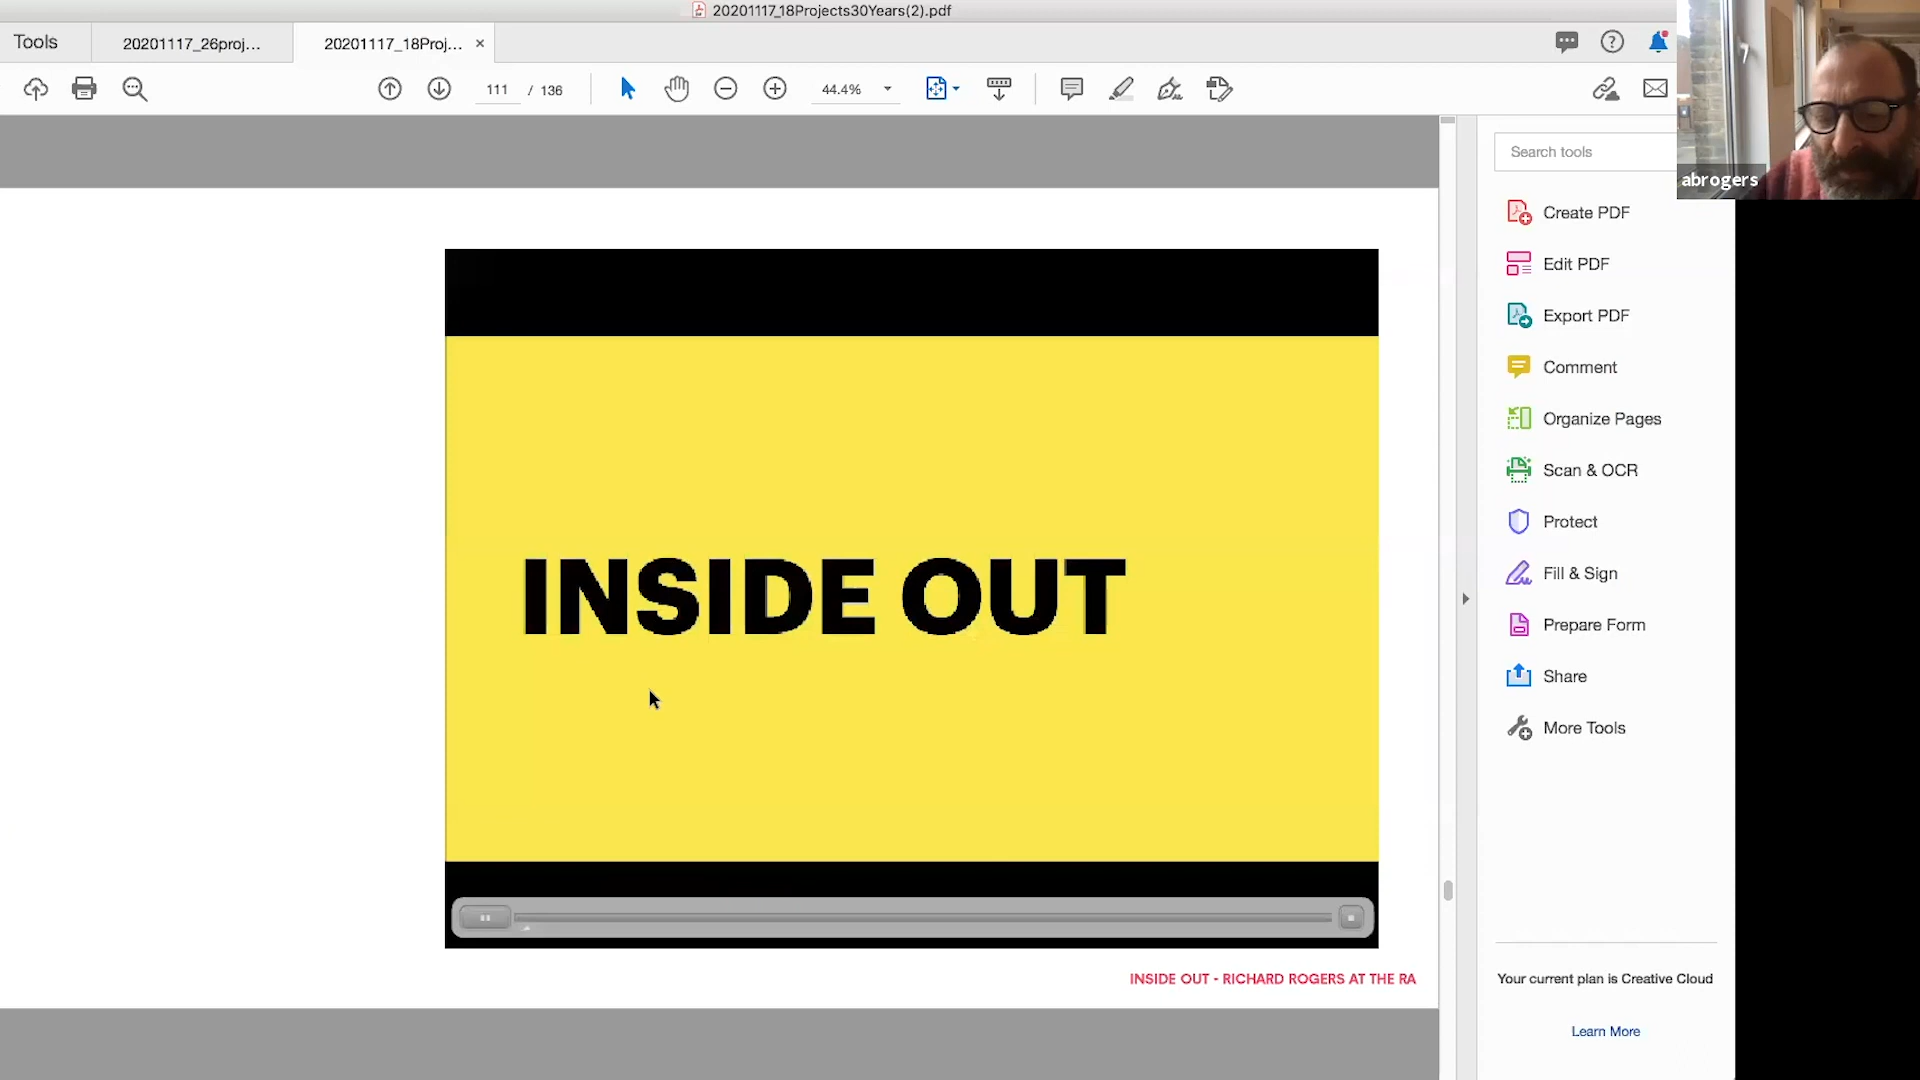 20201117_18Projects30Years(2).pdf
Tools
20201117_26proj...
20201117_18Proj...
111 / 136
44.4%
Search tools
abrogers
Create PDF
Edit PDF
Export PDF
Comment
Organize Pages
Scan & OCR
Protect
Fill & Sign
Prepare Form
Share
More Tools
INSIDE OUT
INSIDE OUT - RICHARD ROGERS AT THE RA
Your current plan is Creative Cloud
Learn More